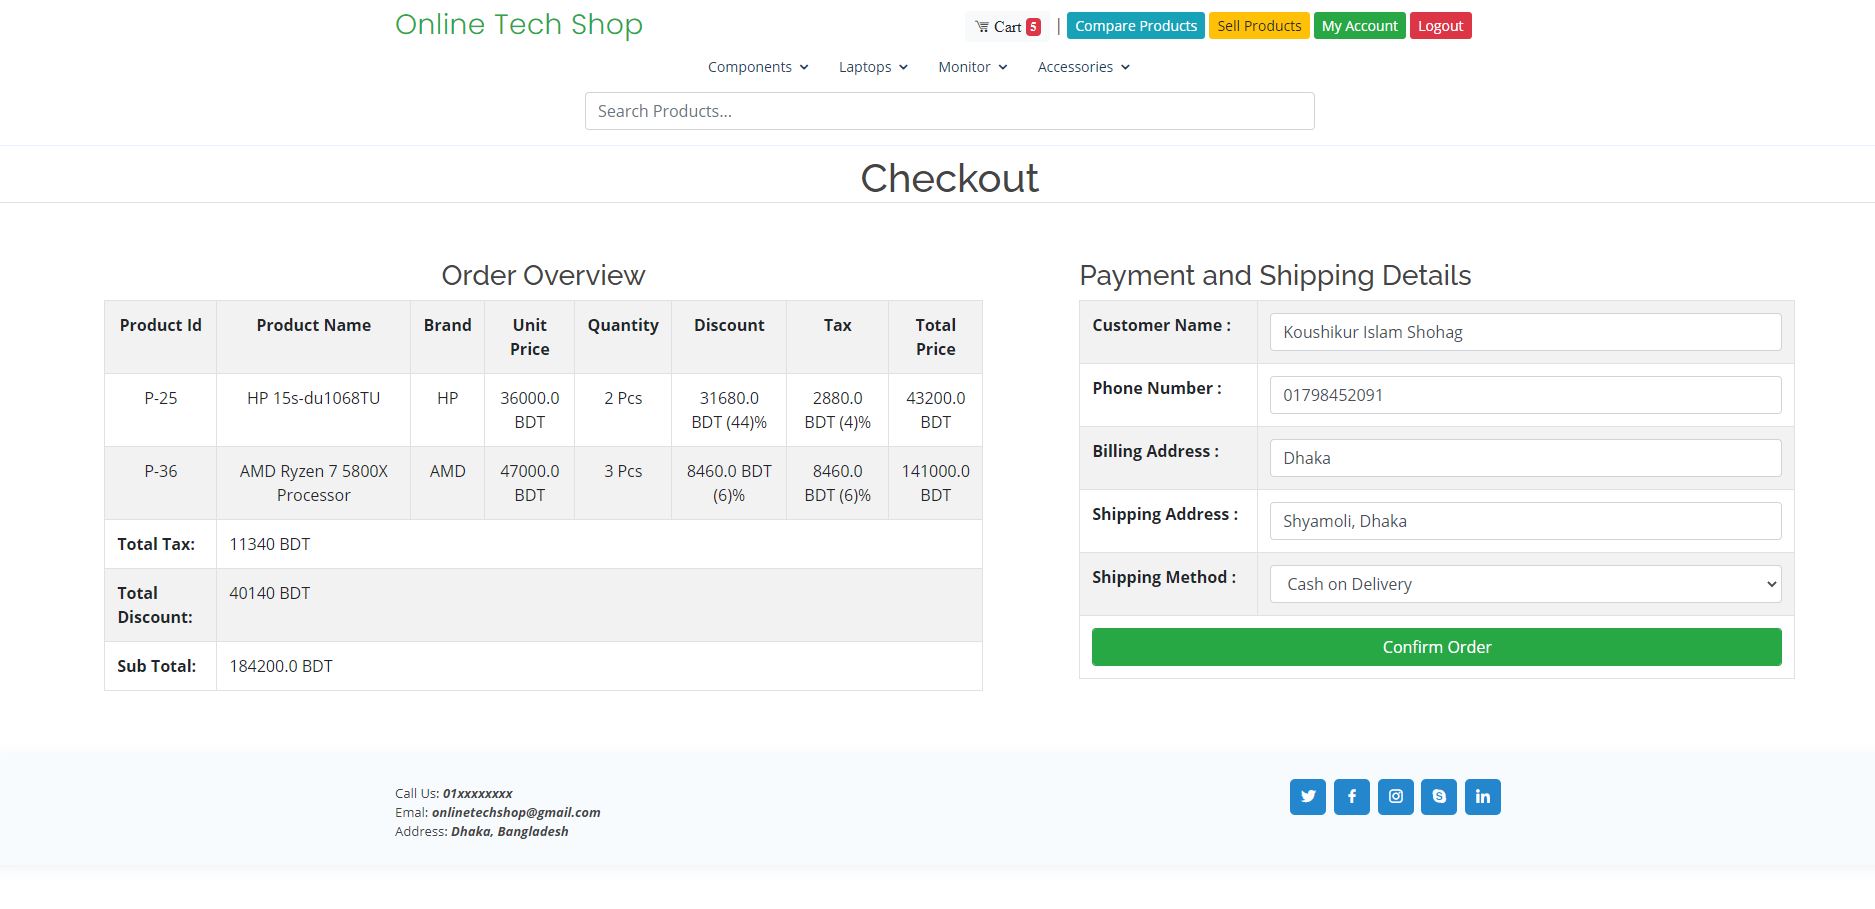 Online Tech Shop
Cart 5 | Compare Products Sell Products My Account Logout
Components Laptops Monitor Accessories
Search Products...
Checkout
Order Overview
Product Id Product Name Brand Unit Price Quantity Discount Tax Total Price
P-25 HP 15s-du1068TU HP 36000.0 BDT 2 Pcs 31680.0 BDT (44)% 2880.0 BDT (4)% 43200.0 BDT
P-36 AMD Ryzen 7 5800X Processor AMD 47000.0 BDT 3 Pcs 8460.0 BDT (6)% 8460.0 BDT (6)% 141000.0 BDT
Total Tax: 11340 BDT
Total Discount: 40140 BDT
Sub Total: 184200.0 BDT
Payment and Shipping Details
Customer Name : Koushikur Islam Shohag
Phone Number : 01798452091
Billing Address : Dhaka
Shipping Address : Shyamoli, Dhaka
Shipping Method : Cash on Delivery
Confirm Order
Call Us: 01xxxxxxxx
Emal: onlinetechshop@gmail.com
Address: Dhaka, Bangladesh